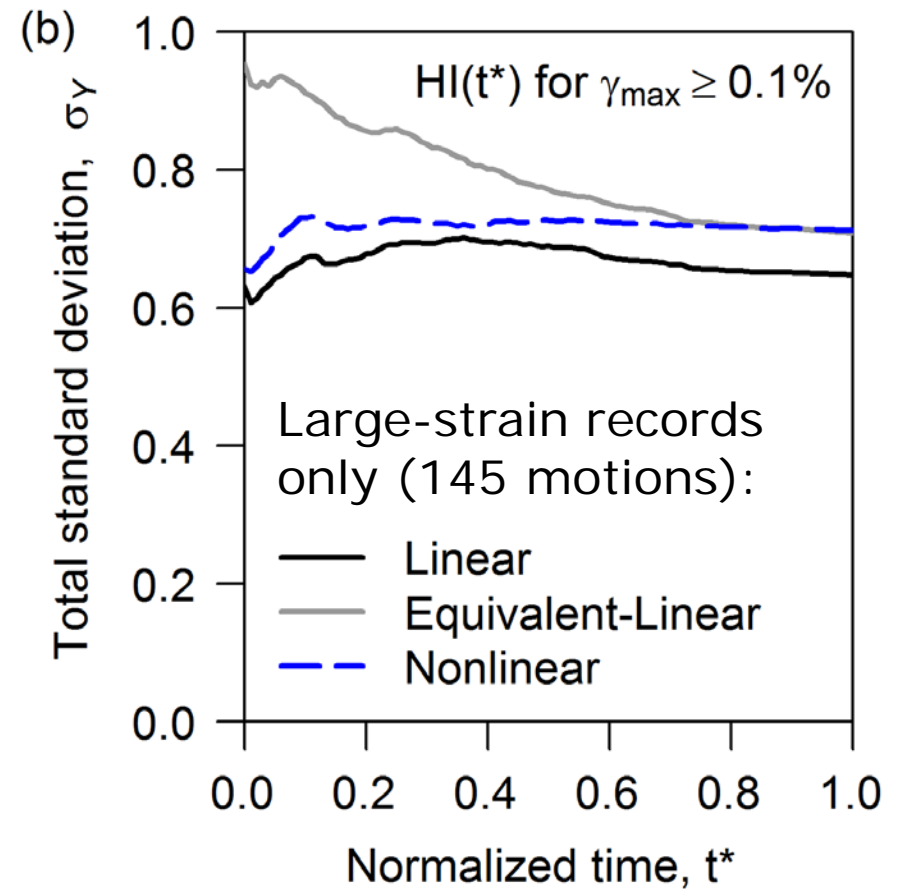 (b)
HI(t*) for γmax ≥ 0.1%
Total standard deviation, σY
1.0
0.8
0.6
0.4
0.2
0.0
Large-strain records
only (145 motions):
Linear
Equivalent-Linear
Nonlinear
0.0 0.2 0.4 0.6 0.8 1.0
Normalized time, t*